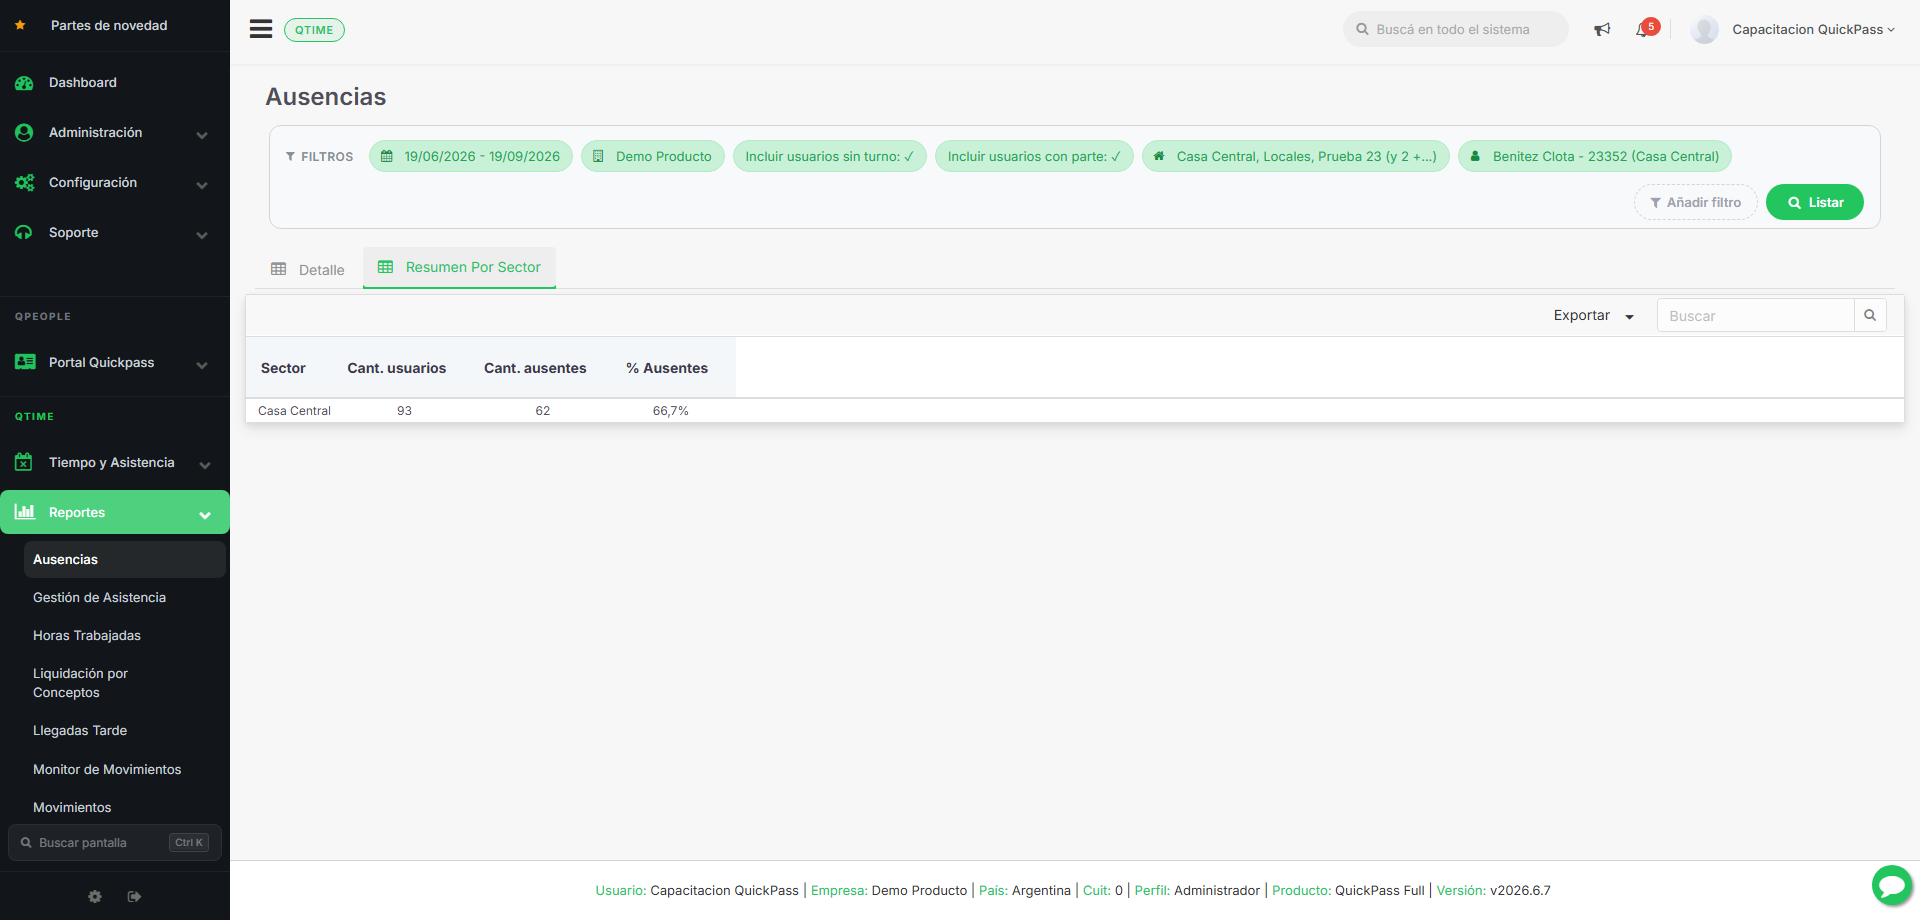 Partes de novedad
Dashboard
Administración
Configuración
Soporte
QPEOPLE
Portal Quickpass
QTIME
Tiempo y Asistencia
Reportes
Ausencias
Gestión de Asistencia
Horas Trabajadas
Liquidación por
Conceptos
Llegadas Tarde
Monitor de Movimientos
Movimientos
Buscar pantalla Ctrl K
QTIME
Buscá en todo el sistema
5
Capacitacion QuickPass
Ausencias
FILTROS 19/06/2026 - 19/09/2026 Demo Producto Incluir usuarios sin turno: ✓ Incluir usuarios con parte: ✓ Casa Central, Locales, Prueba 23 (y 2 +...) Benitez Clota - 23352 (Casa Central)
Añadir filtro Listar
Detalle Resumen Por Sector
Exportar Buscar
Sector Cant. usuarios Cant. ausentes % Ausentes
Casa Central 93 62 66,7%
Usuario: Capacitacion QuickPass | Empresa: Demo Producto | País: Argentina | Cuit: 0 | Perfil: Administrador | Producto: QuickPass Full | Versión: v2026.6.7